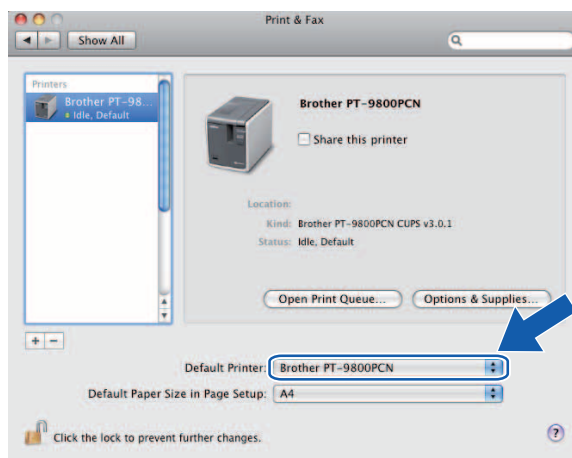 Print & Fax
Show All
Printers
Brother PT-98...
Idle, Default
Brother PT-9800PCN
Share this printer
Location:
Kind: Brother PT-9800PCN CUPS v3.0.1
Status: Idle, Default
Open Print Queue... Options & Supplies...
+ −
Default Printer: Brother PT-9800PCN
Default Paper Size in Page Setup: A4
Click the lock to prevent further changes. ?